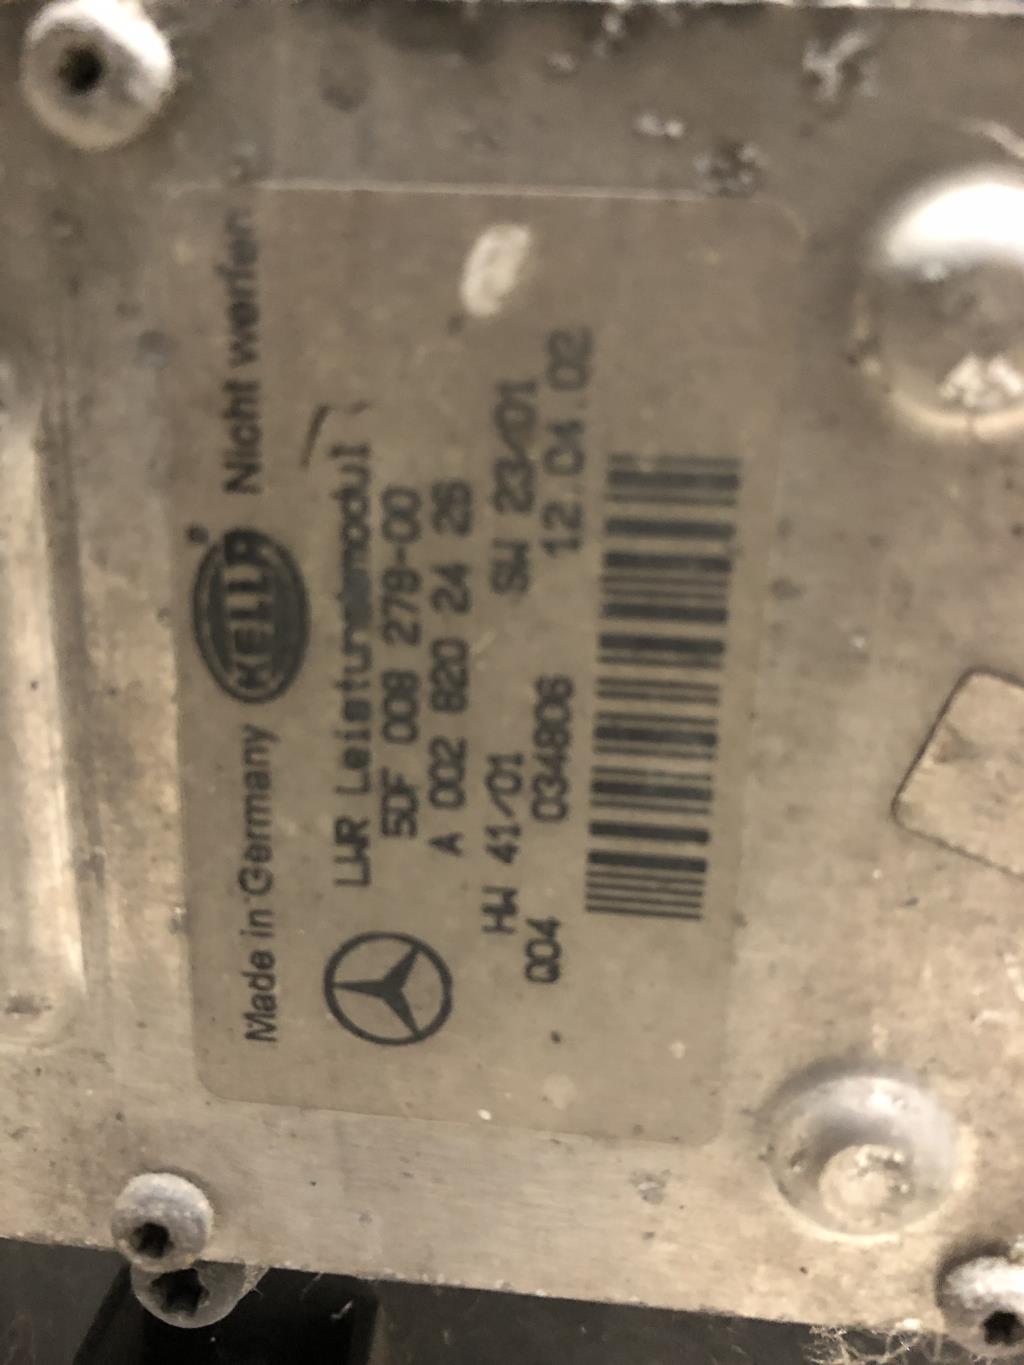 Made in Germany HELLA ® Nicht werfen
LWR Leistungsmodul
5DF 008 279-00
A 002 820 24 26
HW 41/01 SW 23/01
Q04 034806 12.04.02